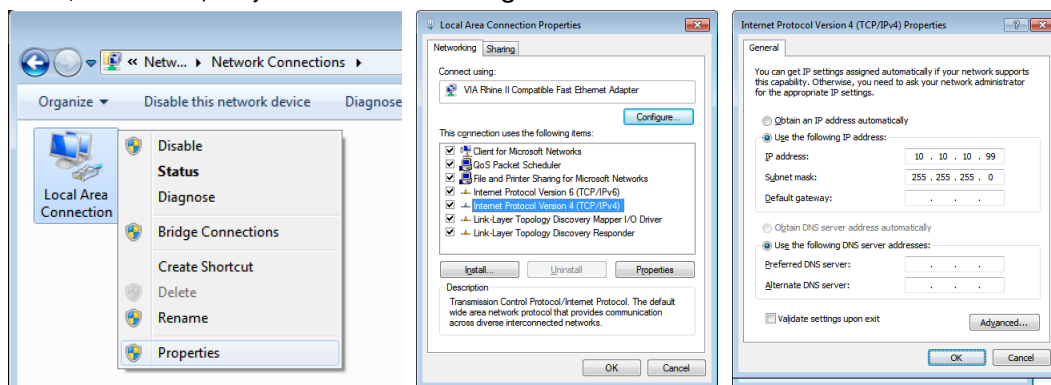 « Netw... ▸ Network Connections ▸
Organize ▼ Disable this network device Diagnose
Local Area
Connection
Disable
Status
Diagnose
Bridge Connections
Create Shortcut
Delete
Rename
Properties
Local Area Connection Properties
Networking Sharing
Connect using:
VIA Rhine II Compatible Fast Ethernet Adapter
Configure...
This connection uses the following items:
Client for Microsoft Networks
QoS Packet Scheduler
File and Printer Sharing for Microsoft Networks
Internet Protocol Version 6 (TCP/IPv6)
Internet Protocol Version 4 (TCP/IPv4)
Link-Layer Topology Discovery Mapper I/O Driver
Link-Layer Topology Discovery Responder
Install... Uninstall Properties
Description
Transmission Control Protocol/Internet Protocol. The default
wide area network protocol that provides communication
across diverse interconnected networks.
OK Cancel
Internet Protocol Version 4 (TCP/IPv4) Properties
General
You can get IP settings assigned automatically if your network supports
this capability. Otherwise, you need to ask your network administrator
for the appropriate IP settings.
Obtain an IP address automatically
Use the following IP address:
IP address: 10 . 10 . 10 . 99
Subnet mask: 255 . 255 . 255 . 0
Default gateway: . . .
Obtain DNS server address automatically
Use the following DNS server addresses:
Preferred DNS server: . . .
Alternate DNS server: . . .
Validate settings upon exit
Advanced...
OK Cancel